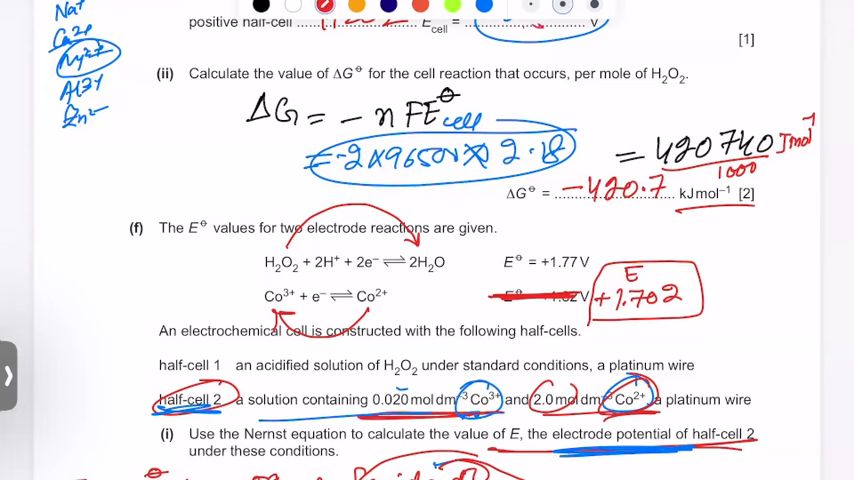 Na+
Ca2+
Mg2+
Al3+
Zn2-
positive half-cell E cell = V
[1]
(ii) Calculate the value of ΔG⦵ for the cell reaction that occurs, per mole of H2O2.
ΔG = - n FE⦵cell
= -2 x 96500 x 2.18
= 420740 Jmol-1
1000
ΔG⦵ = -420.7 kJmol–1 [2]
(f) The E⦵ values for two electrode reactions are given.
H2O2 + 2H+ + 2e– ⇌ 2H2O E⦵ = +1.77V
Co3+ + e– ⇌ Co2+ V
E
+1.702
An electrochemical cell is constructed with the following half-cells.
half-cell 1 an acidified solution of H2O2 under standard conditions, a platinum wire
half-cell 2 a solution containing 0.020 mol dm–3 Co3+ and 2.0 mol dm Co2+, a platinum wire
(i) Use the Nernst equation to calculate the value of E, the electrode potential of half-cell 2
under these conditions.